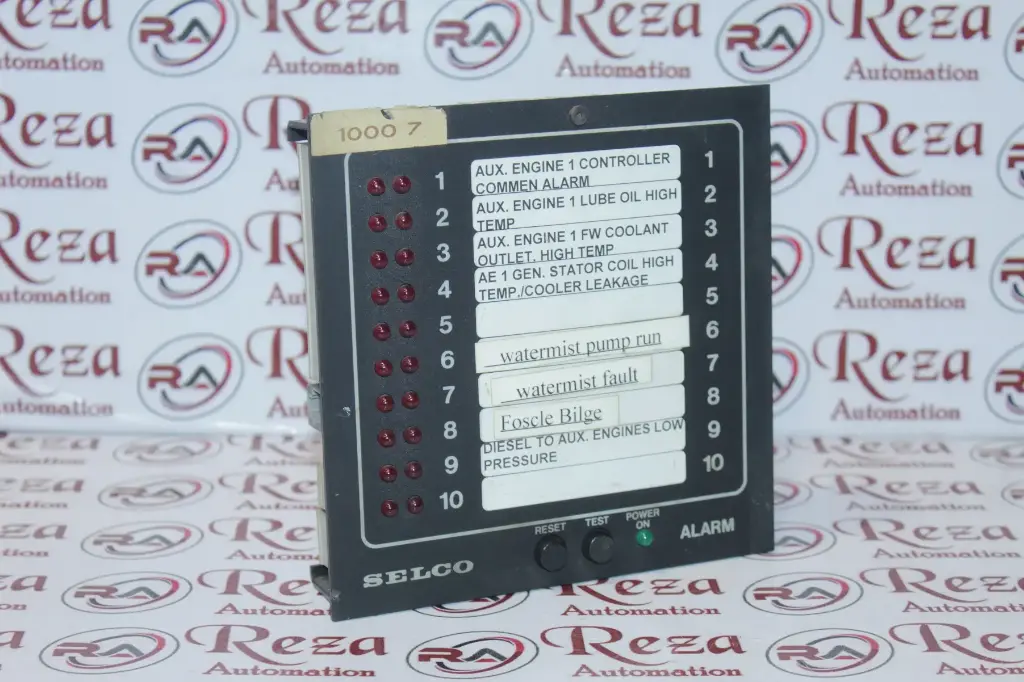 1000 7
1 AUX. ENGINE 1 CONTROLLER 1
COMMEN ALARM
2 AUX. ENGINE 1 LUBE OIL HIGH 2
TEMP
3 AUX. ENGINE 1 FW COOLANT 3
OUTLET. HIGH TEMP
4 AE 1 GEN. STATOR COIL HIGH 4
TEMP./COOLER LEAKAGE
5 5
6 watermist pump run 6
7 watermist fault 7
8 Foscle Bilge 8
9 DIESEL TO AUX. ENGINES LOW 9
PRESSURE
10 10
RESET TEST POWER
ON
ALARM
SELCO
RA Reza
Automation